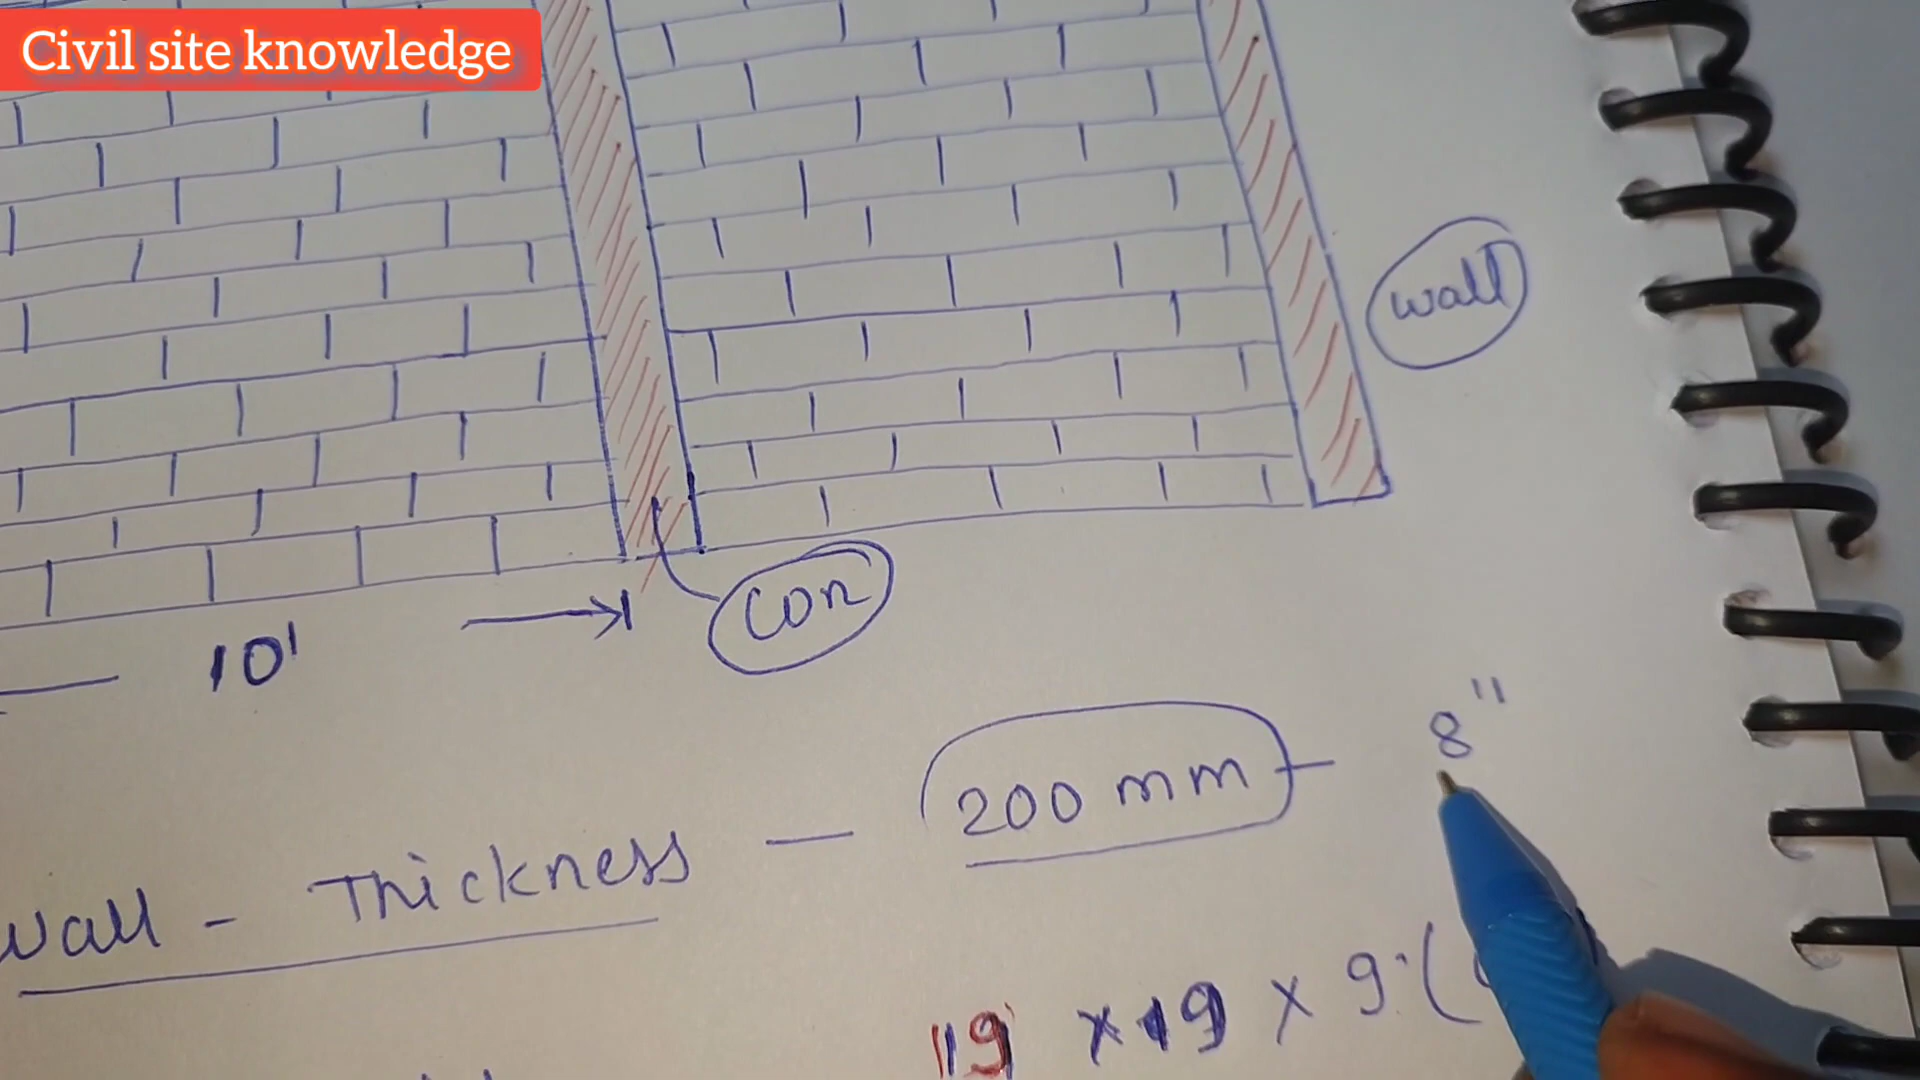 Civil site knowledge
wall
con
10'
Wall - Thickness - 200 mm - 8"
19 x 19 x 9 (